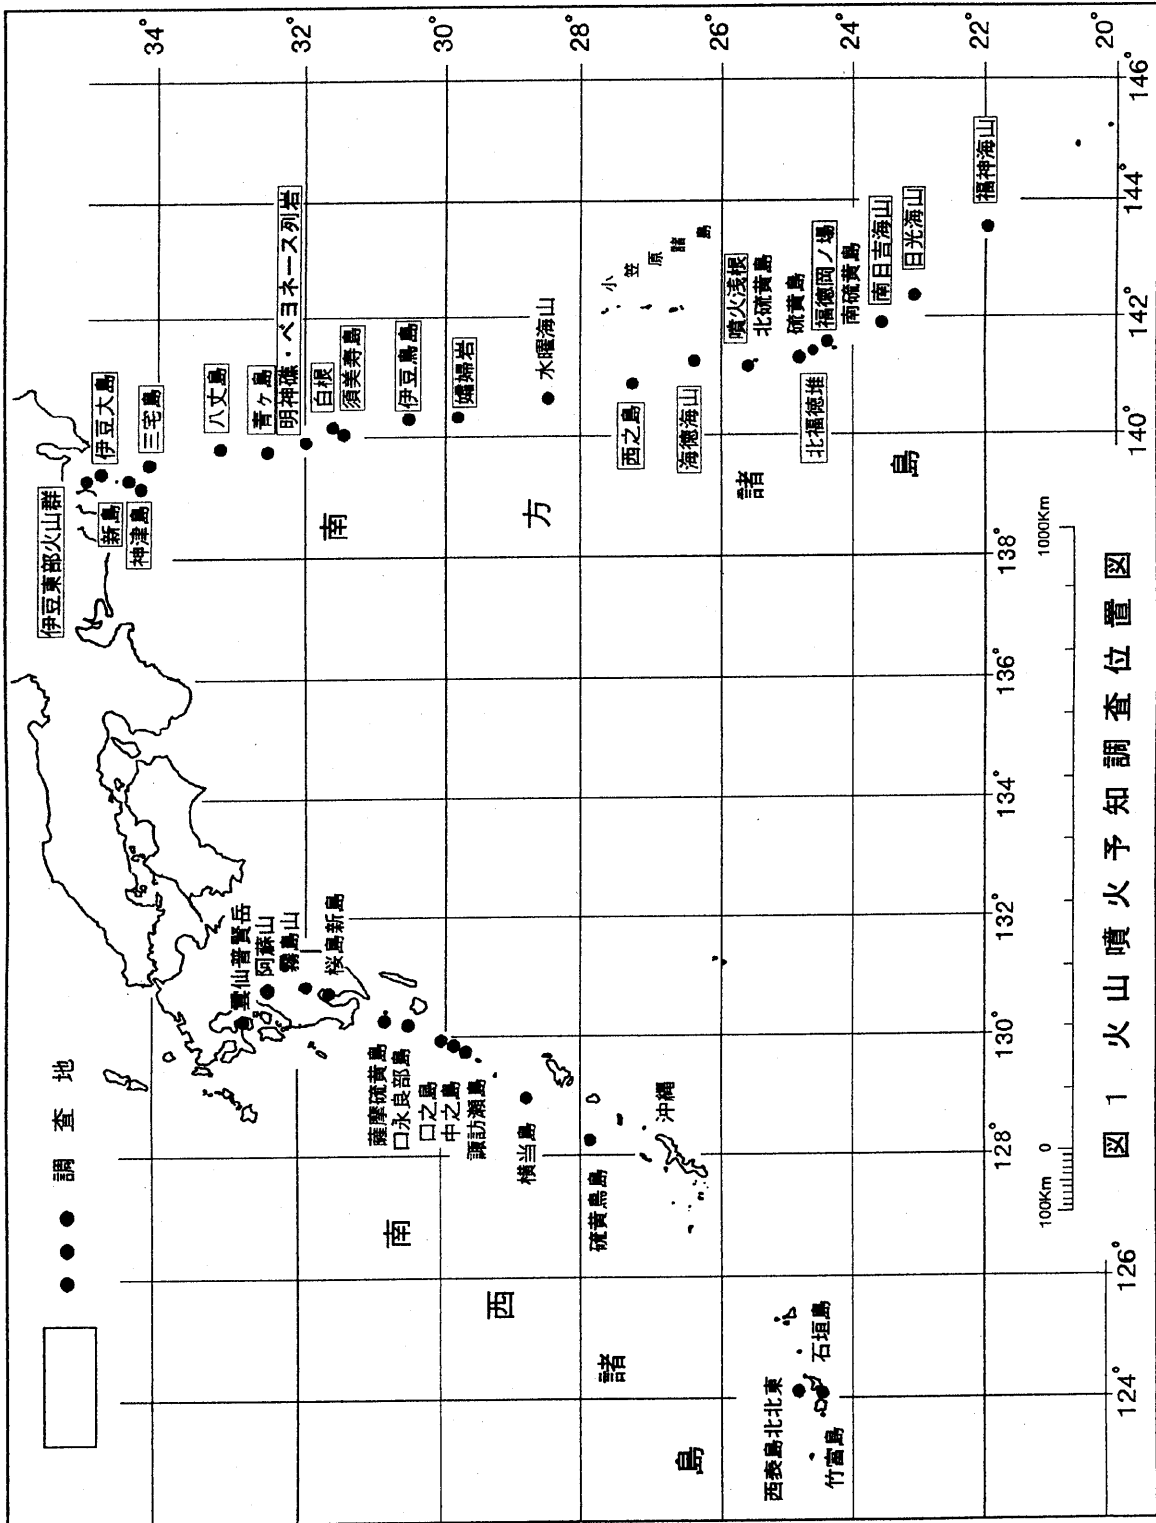 調査地
34°
32°
30°
28°
26°
24°
22°
20°
124°
126°
128°
130°
132°
134°
136°
138°
140°
142°
144°
146°
伊豆東部火山群
伊豆大島
新島
神津島
三宅島
八丈島
青ヶ島
明神礁・ベヨネース列岩
白根
須美寿島
伊豆鳥島
孀婦岩
水曜海山
小笠原諸島
西之島
海徳海山
噴火浅根
北硫黄島
硫黄島
北福徳堆
福徳岡ノ場
南硫黄島
南日吉海山
日光海山
福神海山
南方諸島
雲仙普賢岳
阿蘇山
霧島山
桜島新島
薩摩硫黄島
口永良部島
口之島
中之島
諏訪瀬島
横当島
硫黄鳥島
沖縄
南西諸島
西表島北北東
石垣島
竹富島
100Km 0 1000Km
図1 火山噴火予知調査位置図